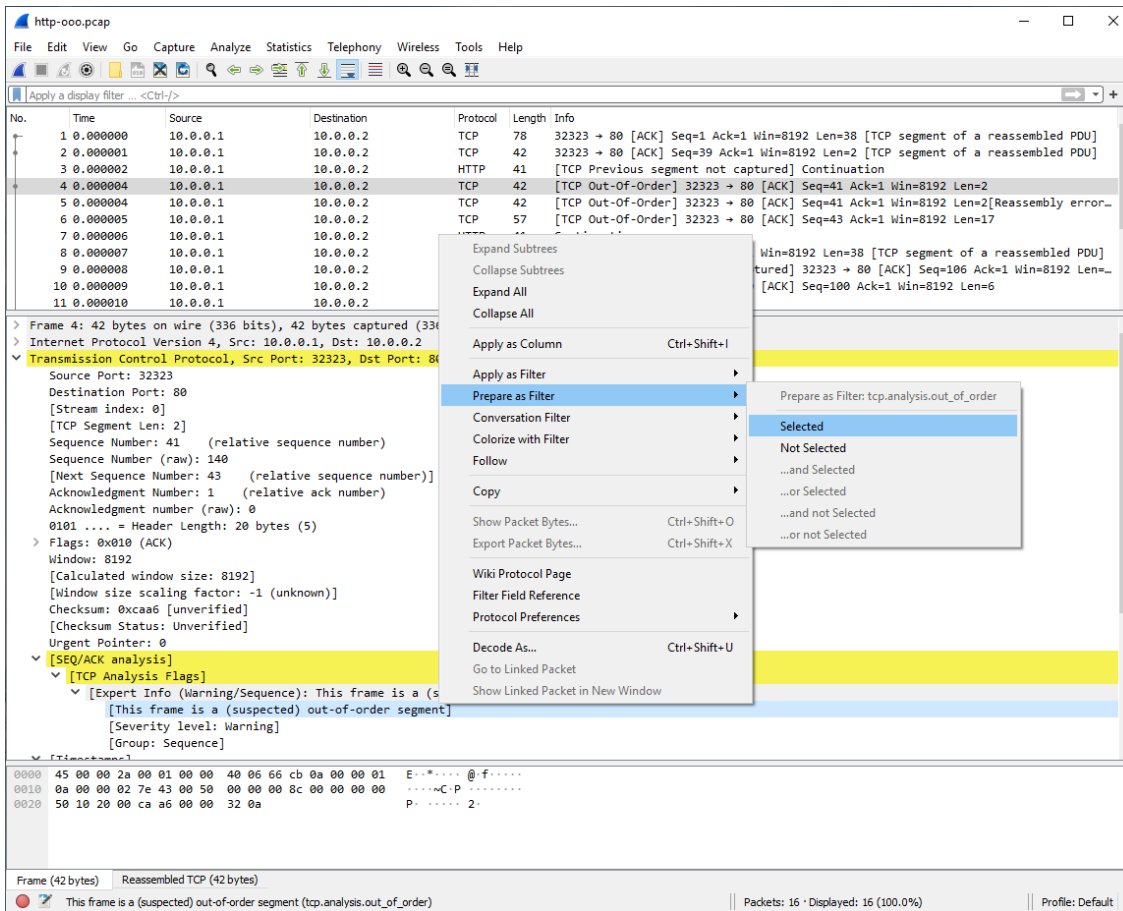 http-ooo.pcap
File Edit View Go Capture Analyze Statistics Telephony Wireless Tools Help
Apply a display filter ... <Ctrl-/>
No. Time Source Destination Protocol Length Info
1 0.000000 10.0.0.1 10.0.0.2 TCP 78 32323 → 80 [ACK] Seq=1 Ack=1 Win=8192 Len=38 [TCP segment of a reassembled PDU]
2 0.000001 10.0.0.1 10.0.0.2 TCP 42 32323 → 80 [ACK] Seq=39 Ack=1 Win=8192 Len=2 [TCP segment of a reassembled PDU]
3 0.000002 10.0.0.1 10.0.0.2 HTTP 41 [TCP Previous segment not captured] Continuation
4 0.000004 10.0.0.1 10.0.0.2 TCP 42 [TCP Out-Of-Order] 32323 → 80 [ACK] Seq=41 Ack=1 Win=8192 Len=2
5 0.000004 10.0.0.1 10.0.0.2 TCP 42 [TCP Out-Of-Order] 32323 → 80 [ACK] Seq=41 Ack=1 Win=8192 Len=2[Reassembly error…
6 0.000005 10.0.0.1 10.0.0.2 TCP 57 [TCP Out-Of-Order] 32323 → 80 [ACK] Seq=43 Ack=1 Win=8192 Len=17
7 0.000006 10.0.0.1 10.0.0.2
8 0.000007 10.0.0.1 10.0.0.2 Win=8192 Len=38 [TCP segment of a reassembled PDU]
9 0.000008 10.0.0.1 10.0.0.2 tured] 32323 → 80 [ACK] Seq=106 Ack=1 Win=8192 Len=…
10 0.000009 10.0.0.1 10.0.0.2 [ACK] Seq=100 Ack=1 Win=8192 Len=6
11 0.000010 10.0.0.1 10.0.0.2
Frame 4: 42 bytes on wire (336 bits), 42 bytes captured (336
Internet Protocol Version 4, Src: 10.0.0.1, Dst: 10.0.0.2
Transmission Control Protocol, Src Port: 32323, Dst Port: 80
Source Port: 32323
Destination Port: 80
[Stream index: 0]
[TCP Segment Len: 2]
Sequence Number: 41 (relative sequence number)
Sequence Number (raw): 140
[Next Sequence Number: 43 (relative sequence number)]
Acknowledgment Number: 1 (relative ack number)
Acknowledgment number (raw): 0
0101 .... = Header Length: 20 bytes (5)
Flags: 0x010 (ACK)
Window: 8192
[Calculated window size: 8192]
[Window size scaling factor: -1 (unknown)]
Checksum: 0xcaa6 [unverified]
[Checksum Status: Unverified]
Urgent Pointer: 0
[SEQ/ACK analysis]
[TCP Analysis Flags]
[Expert Info (Warning/Sequence): This frame is a (s
[This frame is a (suspected) out-of-order segment]
[Severity level: Warning]
[Group: Sequence]
[Timestamps]
Expand Subtrees
Collapse Subtrees
Expand All
Collapse All
Apply as Column Ctrl+Shift+I
Apply as Filter
Prepare as Filter
Conversation Filter
Colorize with Filter
Follow
Copy
Show Packet Bytes... Ctrl+Shift+O
Export Packet Bytes... Ctrl+Shift+X
Wiki Protocol Page
Filter Field Reference
Protocol Preferences
Decode As... Ctrl+Shift+U
Go to Linked Packet
Show Linked Packet in New Window
Prepare as Filter: tcp.analysis.out_of_order
Selected
Not Selected
...and Selected
...or Selected
...and not Selected
...or not Selected
0000 45 00 00 2a 00 01 00 00 40 06 66 cb 0a 00 00 01 E··*···· @·f·····
0010 0a 00 00 02 7e 43 00 50 00 00 00 8c 00 00 00 00 ····~C·P ········
0020 50 10 20 00 ca a6 00 00 32 0a P· ····· 2·
Frame (42 bytes) Reassembled TCP (42 bytes)
This frame is a (suspected) out-of-order segment (tcp.analysis.out_of_order) Packets: 16 · Displayed: 16 (100.0%) Profile: Default